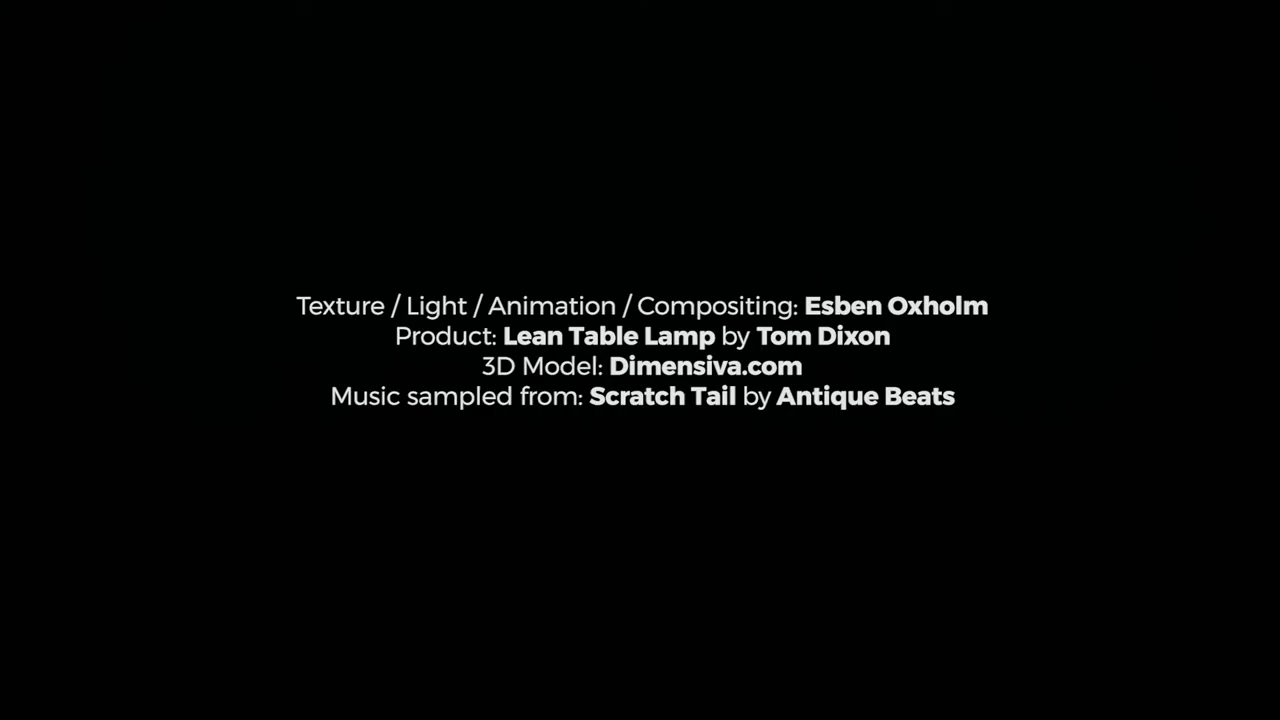 Texture / Light / Animation / Compositing: Esben Oxholm
Product: Lean Table Lamp by Tom Dixon
3D Model: Dimensiva.com
Music sampled from: Scratch Tail by Antique Beats